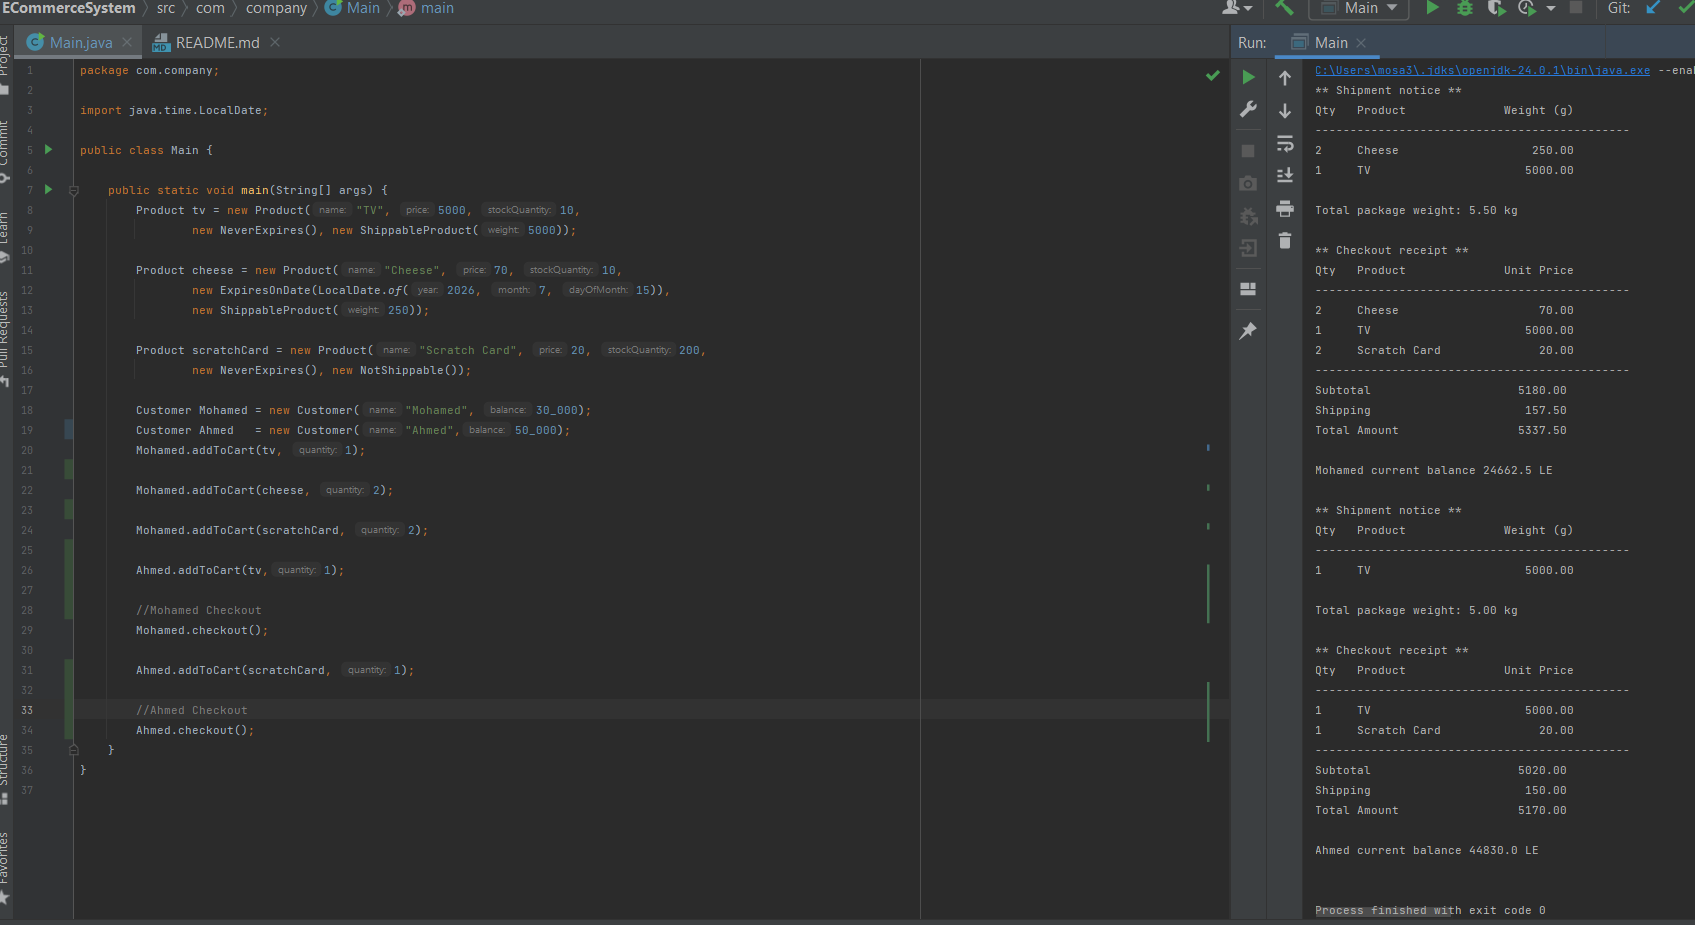 ECommerceSystem > src > com > company > Main > main
Main
Git:
Main.java
README.md
Run: Main
Project
Commit
Learn
Pull Requests
Structure
Favorites
1 package com.company;
2
3 import java.time.LocalDate;
4
5 public class Main {
6
7 public static void main(String[] args) {
8 Product tv = new Product( name: "TV", price: 5000, stockQuantity: 10,
9 new NeverExpires(), new ShippableProduct( weight: 5000));
10
11 Product cheese = new Product( name: "Cheese", price: 70, stockQuantity: 10,
12 new ExpiresOnDate(LocalDate.of( year: 2026, month: 7, dayOfMonth: 15)),
13 new ShippableProduct( weight: 250));
14
15 Product scratchCard = new Product( name: "Scratch Card", price: 20, stockQuantity: 200,
16 new NeverExpires(), new NotShippable());
17
18 Customer Mohamed = new Customer( name: "Mohamed", balance: 30_000);
19 Customer Ahmed   = new Customer( name: "Ahmed", balance: 50_000);
20 Mohamed.addToCart(tv, quantity: 1);
21
22 Mohamed.addToCart(cheese, quantity: 2);
23
24 Mohamed.addToCart(scratchCard, quantity: 2);
25
26 Ahmed.addToCart(tv, quantity: 1);
27
28 //Mohamed Checkout
29 Mohamed.checkout();
30
31 Ahmed.addToCart(scratchCard, quantity: 1);
32
33 //Ahmed Checkout
34 Ahmed.checkout();
35 }
36 }
37
C:\Users\mosa3\.jdks\openjdk-24.0.1\bin\java.exe --enal
** Shipment notice **
Qty Product Weight (g)
---------------------------------------------
2 Cheese 250.00
1 TV 5000.00
Total package weight: 5.50 kg
** Checkout receipt **
Qty Product Unit Price
---------------------------------------------
2 Cheese 70.00
1 TV 5000.00
2 Scratch Card 20.00
---------------------------------------------
Subtotal 5180.00
Shipping 157.50
Total Amount 5337.50
Mohamed current balance 24662.5 LE
** Shipment notice **
Qty Product Weight (g)
---------------------------------------------
1 TV 5000.00
Total package weight: 5.00 kg
** Checkout receipt **
Qty Product Unit Price
---------------------------------------------
1 TV 5000.00
1 Scratch Card 20.00
---------------------------------------------
Subtotal 5020.00
Shipping 150.00
Total Amount 5170.00
Ahmed current balance 44830.0 LE
Process finished with exit code 0